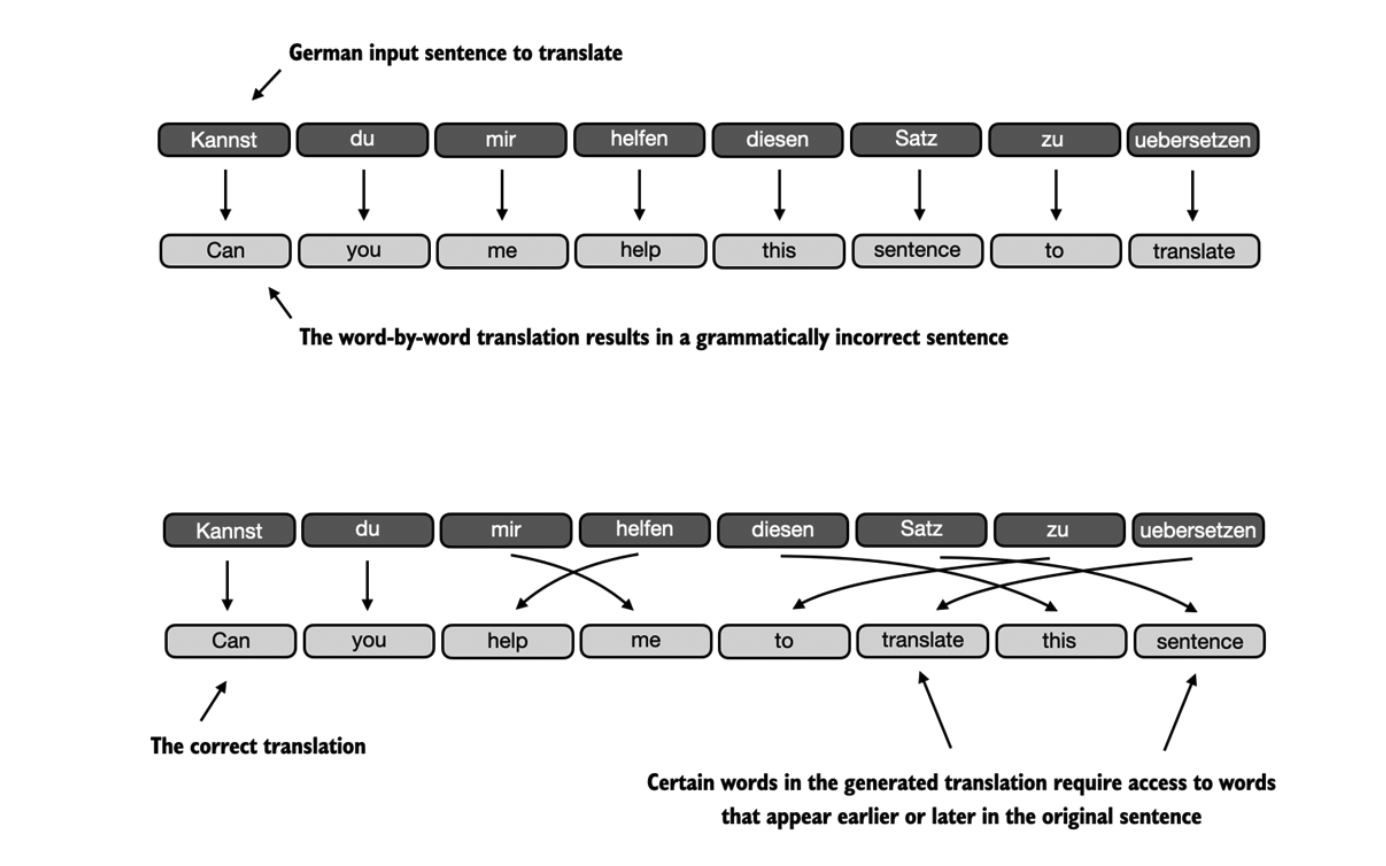 German input sentence to translate
Kannst du mir helfen diesen Satz zu uebersetzen
Can you me help this sentence to translate
The word-by-word translation results in a grammatically incorrect sentence
Kannst du mir helfen diesen Satz zu uebersetzen
Can you help me to translate this sentence
The correct translation
Certain words in the generated translation require access to words
that appear earlier or later in the original sentence